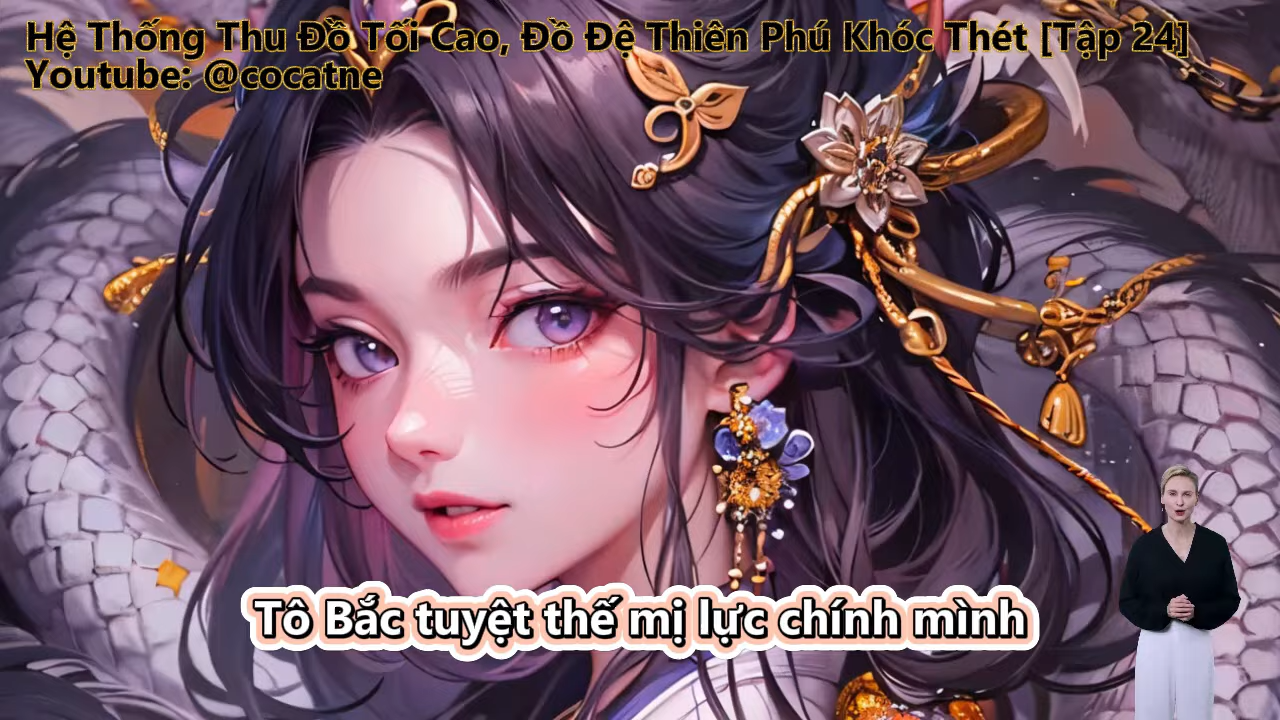 Hệ Thống Thu Đồ Tối Cao, Đồ Đệ Thiên Phú Khóc Thét [Tập 24]
Youtube: @cocatne
Tô Bắc tuyệt thế mị lực chính mình